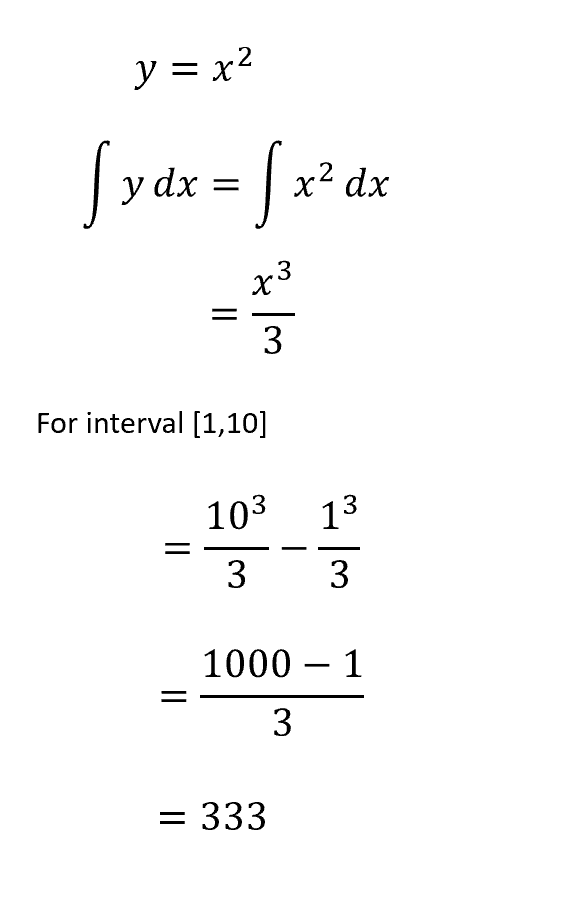 y = x²
∫ y dx = ∫ x² dx
= x³/3
For interval [1,10]
= 10³/3 − 1³/3
= (1000 − 1)/3
= 333